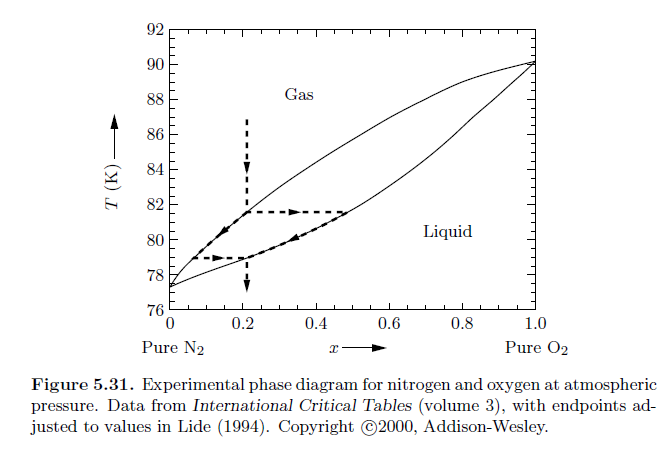 92
90
88
86
84
82
80
78
76
T (K)
Gas
Liquid
0 0.2 0.4 0.6 0.8 1.0
Pure N₂ x Pure O₂
Figure 5.31. Experimental phase diagram for nitrogen and oxygen at atmospheric
pressure. Data from International Critical Tables (volume 3), with endpoints ad-
justed to values in Lide (1994). Copyright ©2000, Addison-Wesley.